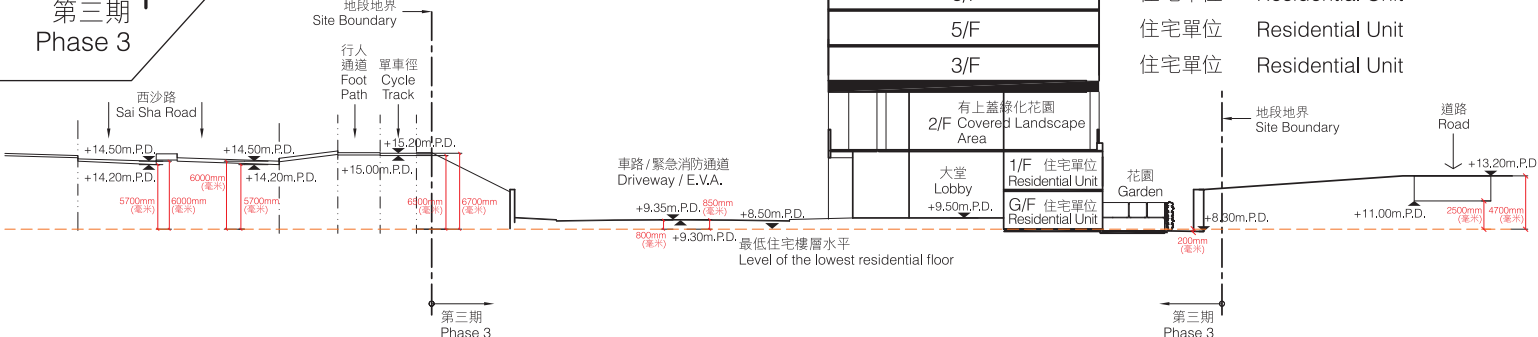 第三期
Phase 3
地段地界
Site Boundary
行人
通道
Foot
Path
單車徑
Cycle
Track
西沙路
Sai Sha Road
+14.50m.P.D.
+14.20m.P.D.
+14.50m.P.D.
+14.20m.P.D.
5700mm
(毫米)
6000mm
(毫米)
6000mm
(毫米)
5700mm
(毫米)
+15.20m.P.D.
+15.00m.P.D.
6500mm
(毫米)
6700mm
(毫米)
車路/緊急消防通道
Driveway / E.V.A.
+9.35m.P.D.
850mm
(毫米)
+8.50m.P.D.
800mm
(毫米)
+9.30m.P.D.
最低住宅樓層水平
Level of the lowest residential floor
住宅單位 Residential Unit
5/F 住宅單位 Residential Unit
3/F 住宅單位 Residential Unit
有上蓋綠化花園
2/F Covered Landscape
Area
大堂
Lobby
+9.50m.P.D.
1/F 住宅單位
Residential Unit
G/F 住宅單位
Residential Unit
花園
Garden
+8.30m.P.D.
200mm
(毫米)
地段地界
Site Boundary
道路
Road
+13.20m.P.D.
+11.00m.P.D.
2500mm
(毫米)
4700mm
(毫米)
第三期
Phase 3
第三期
Phase 3